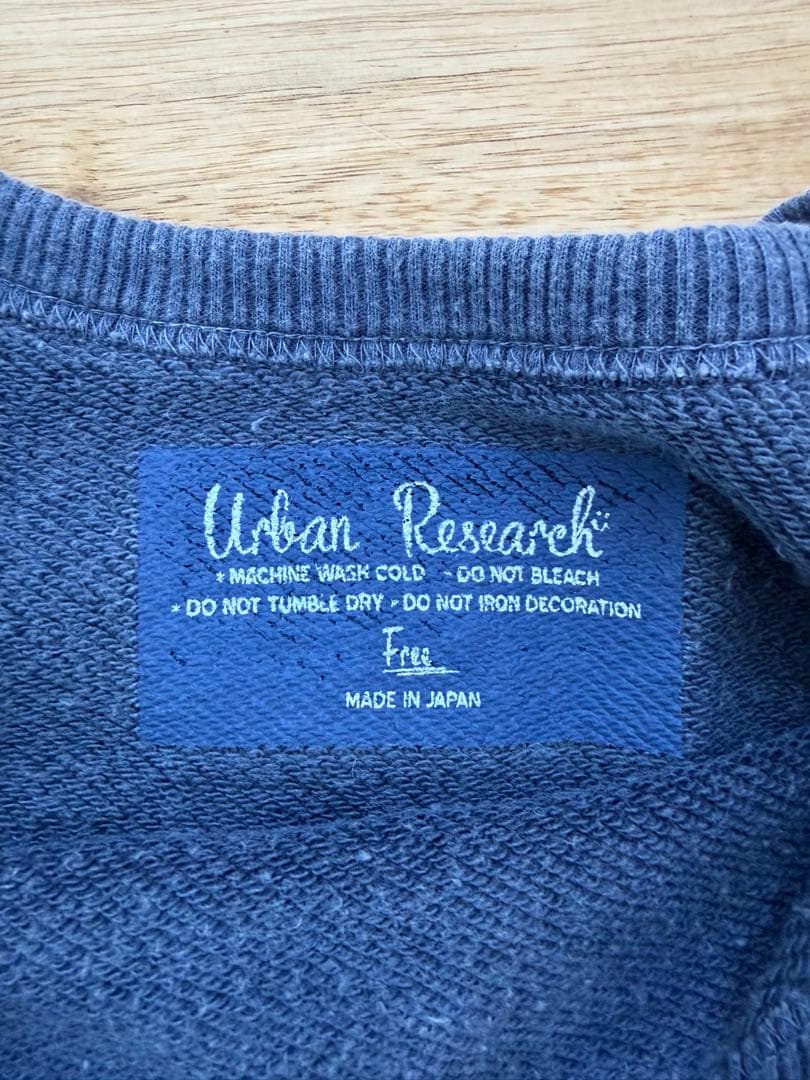 Urban Research
* MACHINE WASH COLD - DO NOT BLEACH
* DO NOT TUMBLE DRY - DO NOT IRON DECORATION
Free
MADE IN JAPAN